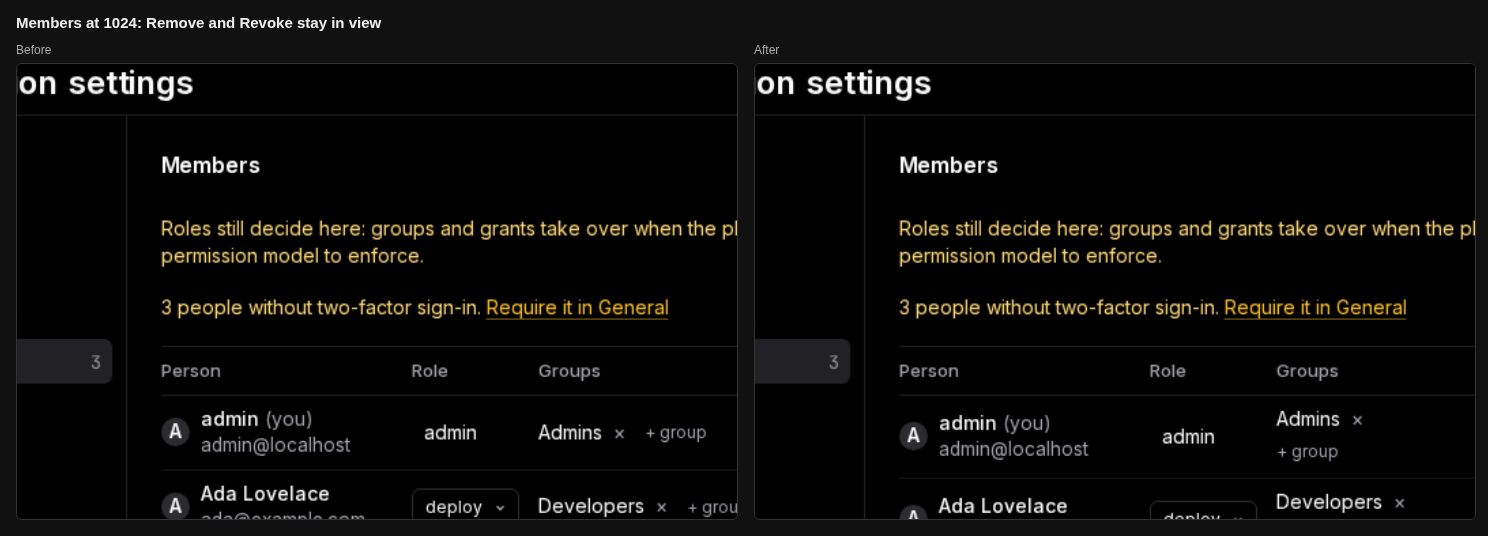 Members at 1024: Remove and Revoke stay in view
Before
on settings
Members
Roles still decide here: groups and grants take over when the
permission model to enforce.
3 people without two-factor sign-in. Require it in General
3
Person Role Groups
A admin (you) admin Admins × + group
admin@localhost
A Ada Lovelace deploy Developers ×
ada@example.com
After
on settings
Members
Roles still decide here: groups and grants take over when the
permission model to enforce.
3 people without two-factor sign-in. Require it in General
3
Person Role Groups
A admin (you) admin Admins ×
admin@localhost + group
A Ada Lovelace deploy Developers ×